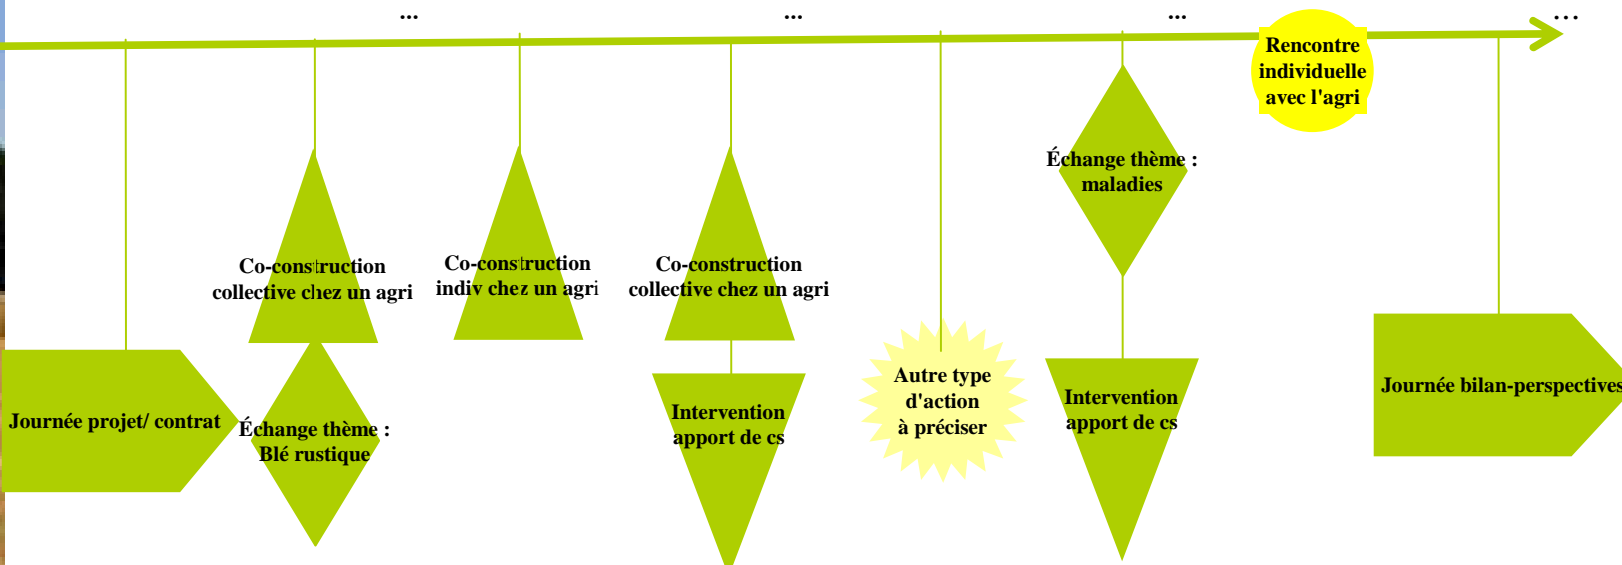 ...
...
...
...
Rencontre
individuelle
avec l'agri
Échange thème :
maladies
Co-construction
collective chez un agri
Co-construction
indiv chez un agri
Co-construction
collective chez un agri
Journée projet/ contrat
Échange thème :
Blé rustique
Intervention
apport de cs
Autre type
d'action
à préciser
Intervention
apport de cs
Journée bilan-perspectives